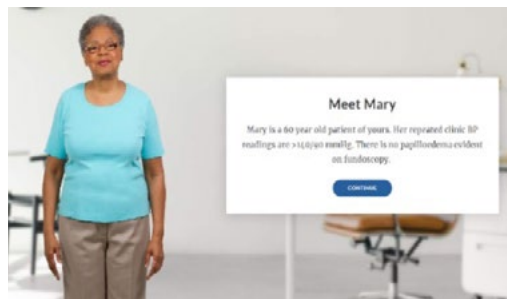 Meet Mary
Mary is a 60 year old patient of yours. Her repeated clinic BP
readings are >140/90 mmHg. There is no papilloedema evident
on fundoscopy.
CONTINUE